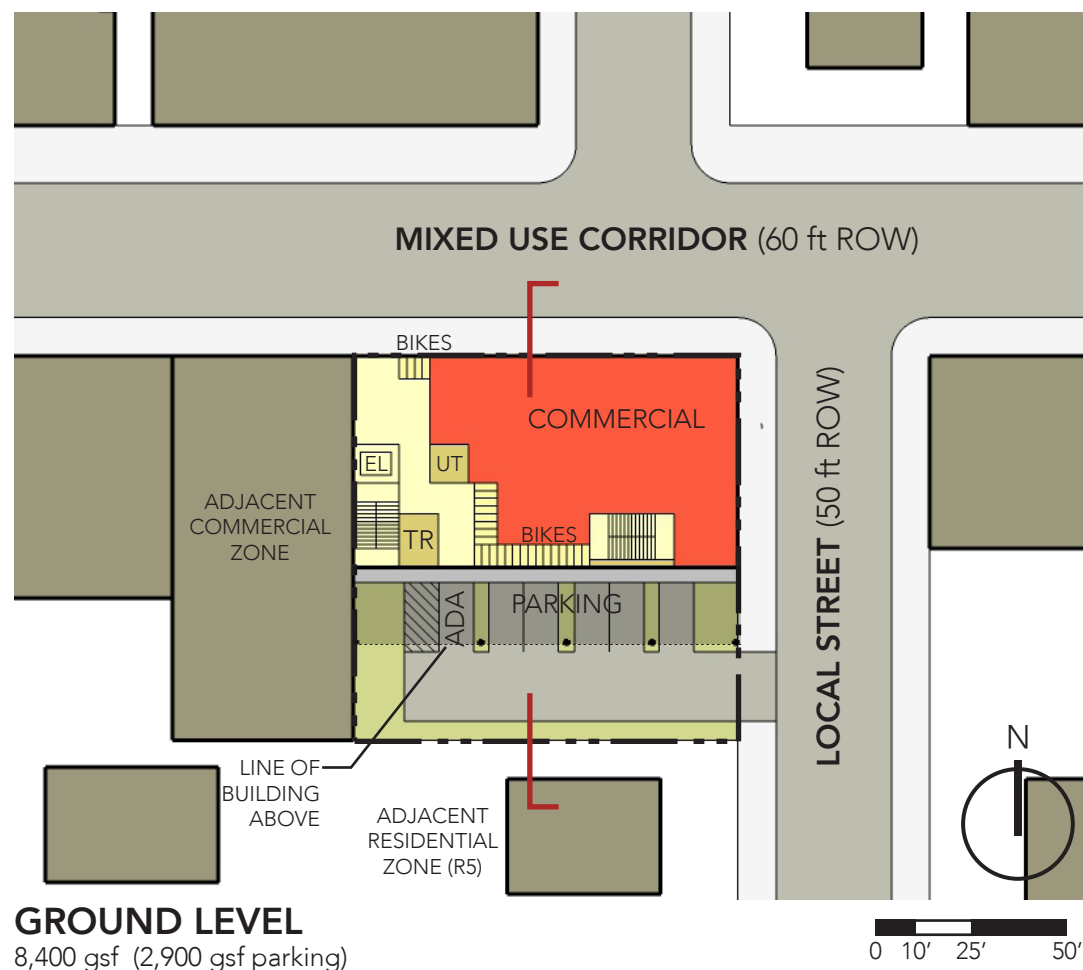 MIXED USE CORRIDOR (60 ft ROW)
BIKES
COMMERCIAL
EL
UT
ADJACENT
COMMERCIAL
ZONE
TR
BIKES
LOCAL STREET (50 ft ROW)
PARKING
ADA
N
LINE OF
BUILDING
ABOVE
ADJACENT
RESIDENTIAL
ZONE (R5)
GROUND LEVEL
8,400 gsf (2,900 gsf parking)
0 10' 25' 50'